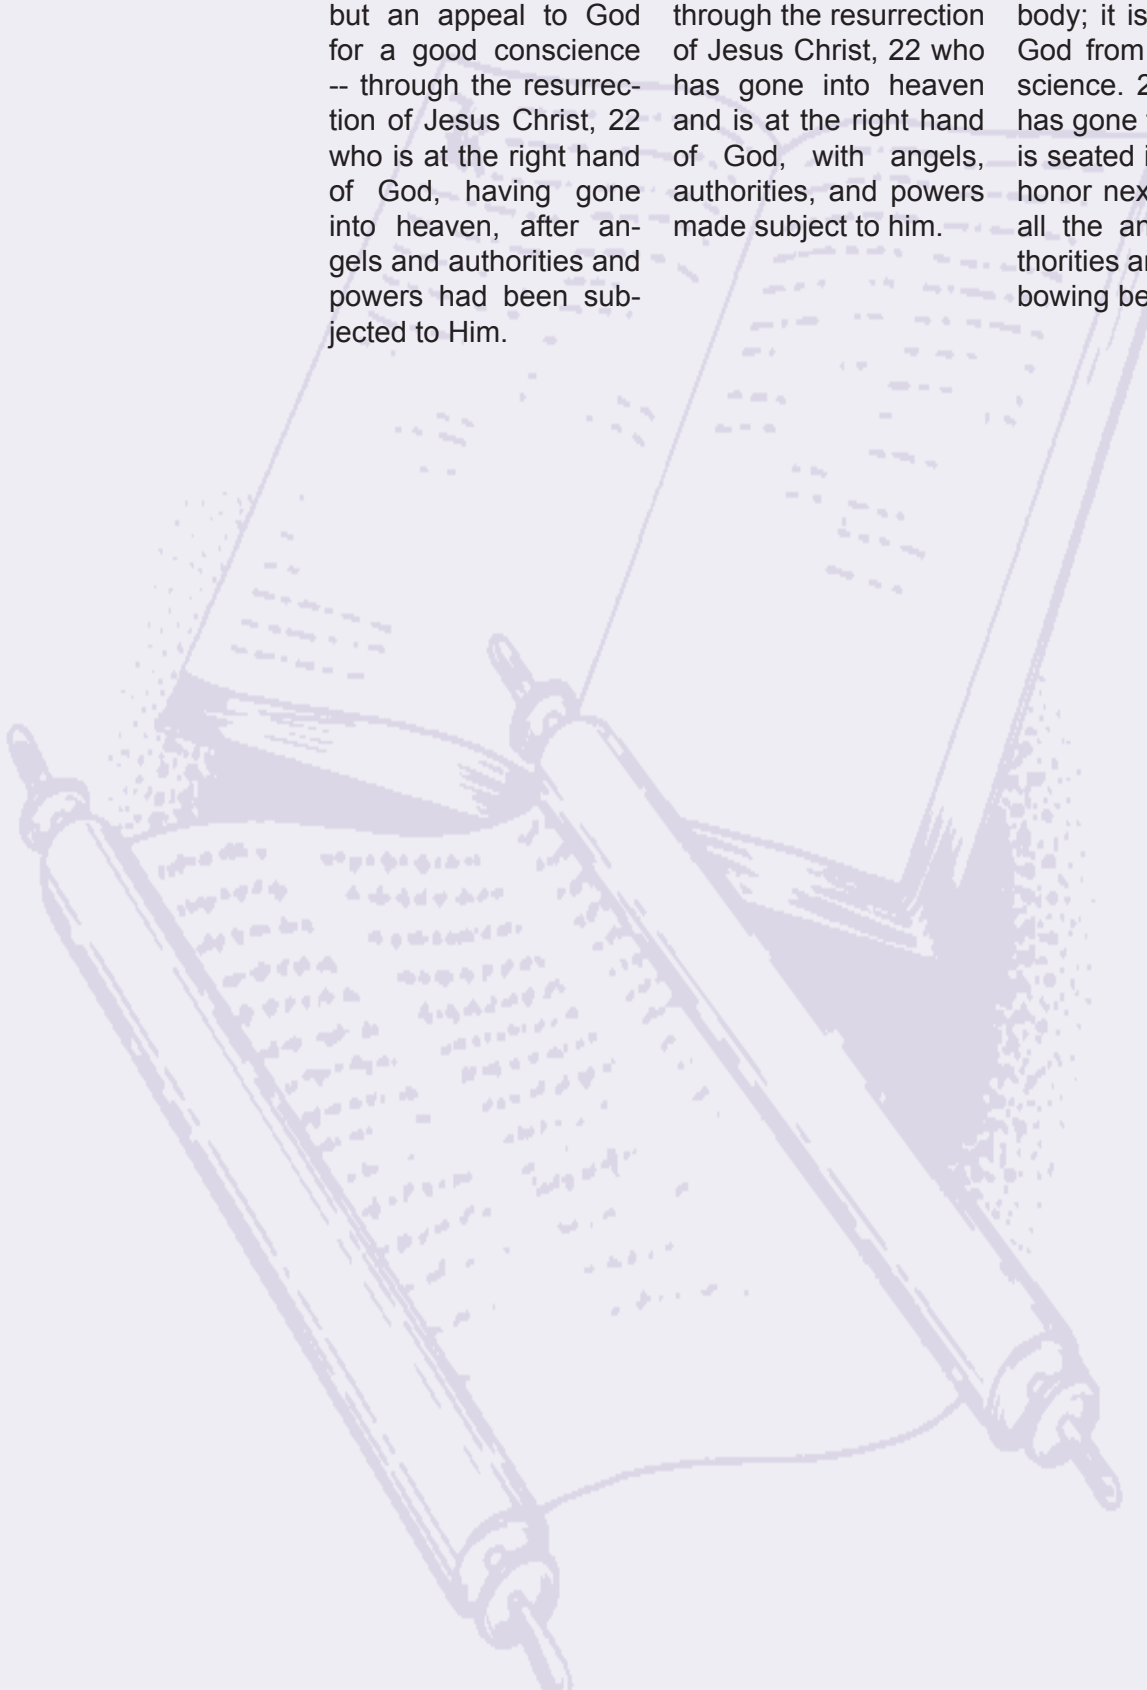 but an appeal to God
for a good conscience
-- through the resurrec-
tion of Jesus Christ, 22
who is at the right hand
of God, having gone
into heaven, after an-
gels and authorities and
powers had been sub-
jected to Him.
through the resurrection
of Jesus Christ, 22 who
has gone into heaven
and is at the right hand
of God, with angels,
authorities, and powers
made subject to him.
body; it is
God from
science.
has gone
is seated
honor
all the
thorities
bowing